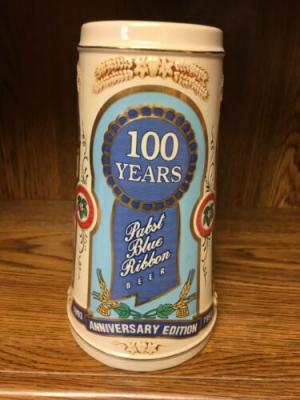 100
YEARS
Pabst
Blue
Ribbon
BEER
ANNIVERSARY EDITION